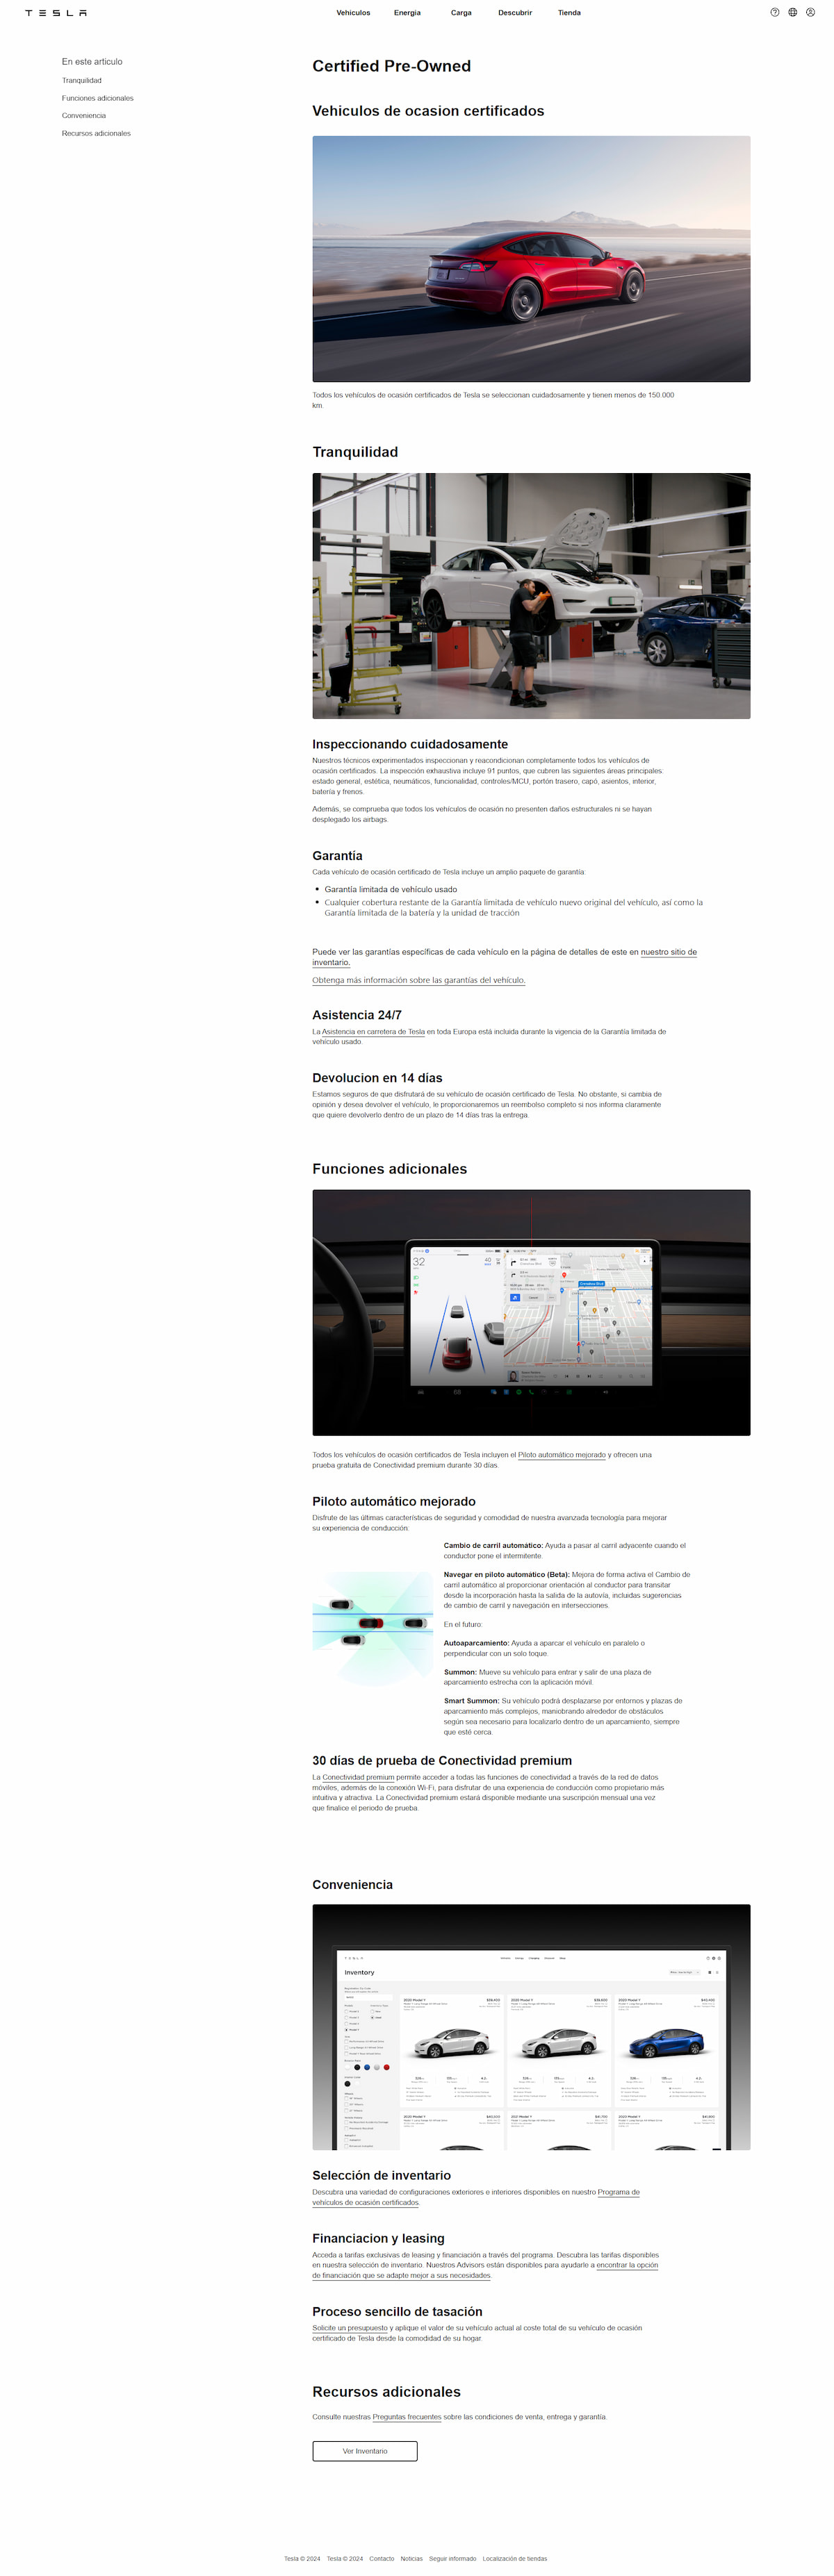 TESLA
Vehiculos Energia Carga Descubrir Tienda
En este articulo
Tranquilidad
Funciones adicionales
Conveniencia
Recursos adicionales
Certified Pre-Owned
Vehiculos de ocasion certificados
Todos los vehículos de ocasión certificados de Tesla se seleccionan cuidadosamente y tienen menos de 150.000
km.
Tranquilidad
Inspeccionando cuidadosamente
Nuestros técnicos experimentados inspeccionan y reacondicionan completamente todos los vehículos de
ocasión certificados. La inspección exhaustiva incluye 91 puntos, que cubren las siguientes áreas principales:
estado general, estética, neumáticos, funcionalidad, controles/MCU, portón trasero, capó, asientos, interior,
batería y frenos.
Además, se comprueba que todos los vehículos de ocasión no presenten daños estructurales ni se hayan
desplegado los airbags.
Garantia
Cada vehículo de ocasión certificado de Tesla incluye un amplio paquete de garantía:
• Garantía limitada de vehículo usado
• Cualquier cobertura restante de la Garantía limitada de vehículo nuevo original del vehículo, así como la
Garantía limitada de la batería y la unidad de tracción
Puede ver las garantías específicas de cada vehículo en la página de detalles de este en nuestro sitio de
inventario.
Obtenga más información sobre las garantías del vehículo.
Asistencia 24/7
La Asistencia en carretera de Tesla en toda Europa está incluida durante la vigencia de la Garantía limitada de
vehículo usado.
Devolucion en 14 días
Estamos seguros de que disfrutará de su vehículo de ocasión certificado de Tesla. No obstante, si cambia de
opinión y desea devolver el vehículo, le proporcionaremos un reembolso completo si nos informa claramente
que quiere devolverlo dentro de un plazo de 14 días tras la entrega.
Funciones adicionales
32
40
Todos los vehículos de ocasión certificados de Tesla incluyen el Piloto automático mejorado y ofrecen una
prueba gratuita de Conectividad premium durante 30 días.
Piloto automático mejorado
Disfrute de las últimas características de seguridad y comodidad de nuestra avanzada tecnología para mejorar
su experiencia de conducción:
Cambio de carril automático: Ayuda a pasar al carril adyacente cuando el
conductor pone el intermitente.
Navegar en piloto automático (Beta): Mejora de forma activa el Cambio de
carril automático al proporcionar orientación al conductor para transitar
desde la incorporación hasta la salida de la autovía, incluidas sugerencias
de cambio de carril y navegación en intersecciones.
En el futuro:
Autoaparcamiento: Ayuda a aparcar el vehículo en paralelo o
perpendicular con un solo toque.
Summon: Mueve su vehículo para entrar y salir de una plaza de
aparcamiento estrecha con la aplicación móvil.
Smart Summon: Su vehículo podrá desplazarse por entornos y plazas de
aparcamiento más complejos, maniobrando alrededor de obstáculos
según sea necesario para localizarlo dentro de un aparcamiento, siempre
que esté cerca.
30 días de prueba de Conectividad premium
La Conectividad premium permite acceder a todas las funciones de conectividad a través de la red de datos
móviles, además de la conexión Wi-Fi, para disfrutar de una experiencia de conducción como propietario más
intuitiva y atractiva. La Conectividad premium estará disponible mediante una suscripción mensual una vez
que finalice el periodo de prueba.
Conveniencia
Inventory
Selección de inventario
Descubra una variedad de configuraciones exteriores e interiores disponibles en nuestro Programa de
vehículos de ocasión certificados.
Financiacion y leasing
Acceda a tarifas exclusivas de leasing y financiación a través del programa. Descubra las tarifas disponibles
en nuestra selección de inventario. Nuestros Advisors están disponibles para ayudarle a encontrar la opción
de financiación que se adapte mejor a sus necesidades.
Proceso sencillo de tasación
Solicite un presupuesto y aplique el valor de su vehículo actual al coste total de su vehículo de ocasión
certificado de Tesla desde la comodidad de su hogar.
Recursos adicionales
Consulte nuestras Preguntas frecuentes sobre las condiciones de venta, entrega y garantía.
Ver Inventario
Tesla © 2024 Tesla © 2024 Contacto Noticias Seguir informado Localización de tiendas